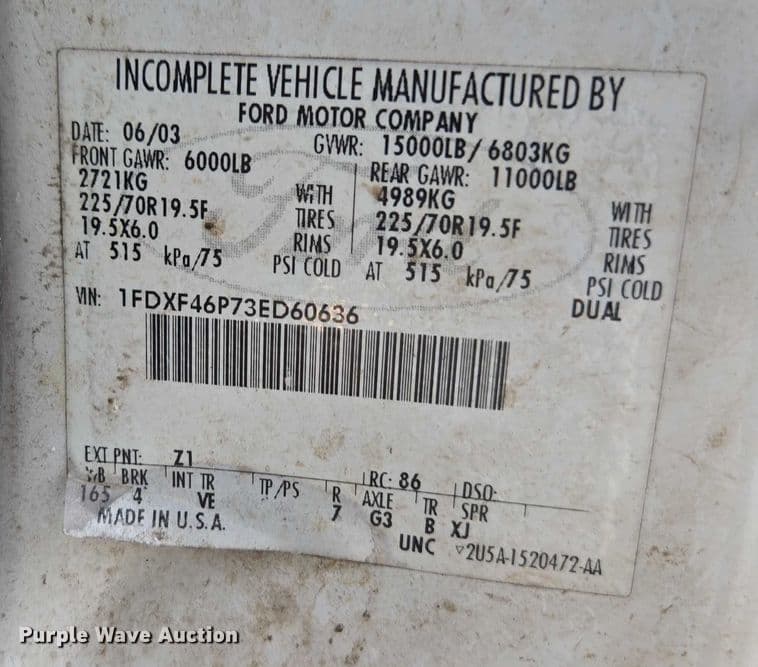 INCOMPLETE VEHICLE MANUFACTURED BY
FORD MOTOR COMPANY
DATE: 06/03 GVWR: 15000LB/ 6803KG
FRONT GAWR: 6000LB REAR GAWR: 11000LB
2721KG WITH 4989KG WITH
225/70R19.5F TIRES 225/70R19.5F TIRES
19.5X6.0 RIMS 19.5X6.0 RIMS
AT 515 kPa/75 PSI COLD AT 515 kPa/75 PSI COLD
VIN: 1FDXF46P73ED60636 DUAL
EXT PNT: Z1 RC: 86 DSO:
WB BRK INT TR TP/PS R AXLE TR SPR
165 4 VE 7 G3 B XJ
MADE IN U.S.A. UNC ▽2U5A-1520472-AA
Purple Wave Auction